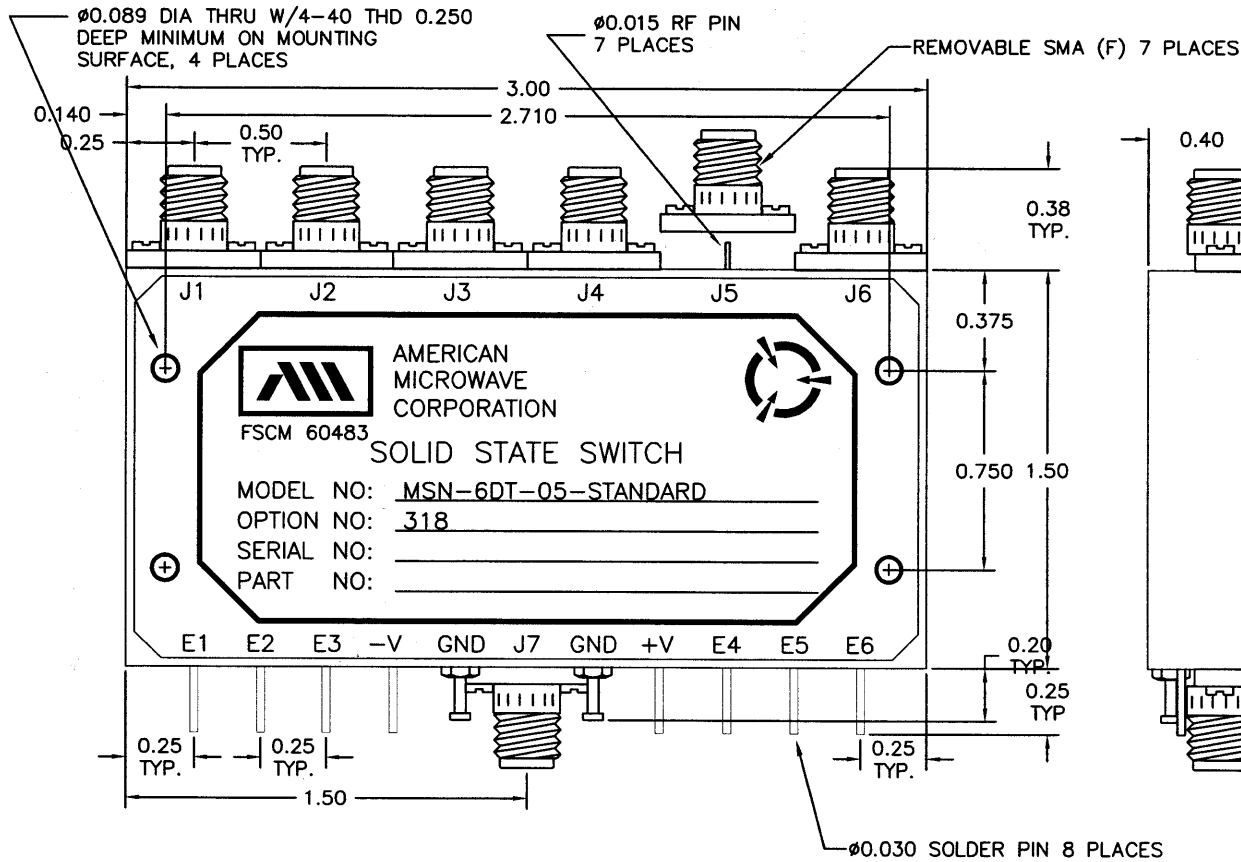 ø0.089 DIA THRU W/4-40 THD 0.250
DEEP MINIMUM ON MOUNTING
SURFACE, 4 PLACES
ø0.015 RF PIN
7 PLACES
REMOVABLE SMA (F) 7 PLACES
3.00
0.140
2.710
0.25
0.50
TYP.
0.40
0.38
TYP.
J1 J2 J3 J4 J5 J6
0.375
AMERICAN
MICROWAVE
CORPORATION
FSCM 60483
SOLID STATE SWITCH
0.750 1.50
MODEL NO: MSN-6DT-05-STANDARD
OPTION NO: 318
SERIAL NO:
PART NO:
E1 E2 E3 -V GND J7 GND +V E4 E5 E6
0.20
TYP.
0.25
TYP
0.25
TYP.
0.25
TYP.
0.25
TYP.
1.50
ø0.030 SOLDER PIN 8 PLACES